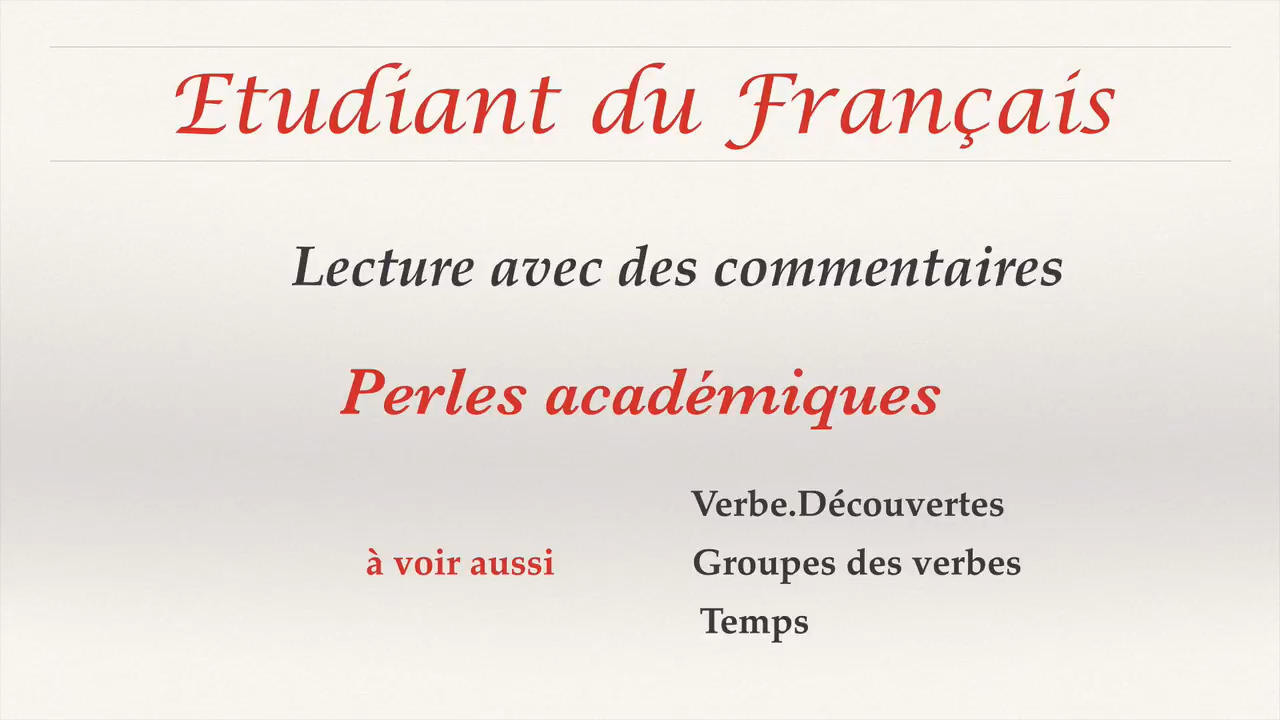 Etudiant du Français
Lecture avec des commentaires
Perles académiques
Verbe.Découvertes
à voir aussi Groupes des verbes
Temps